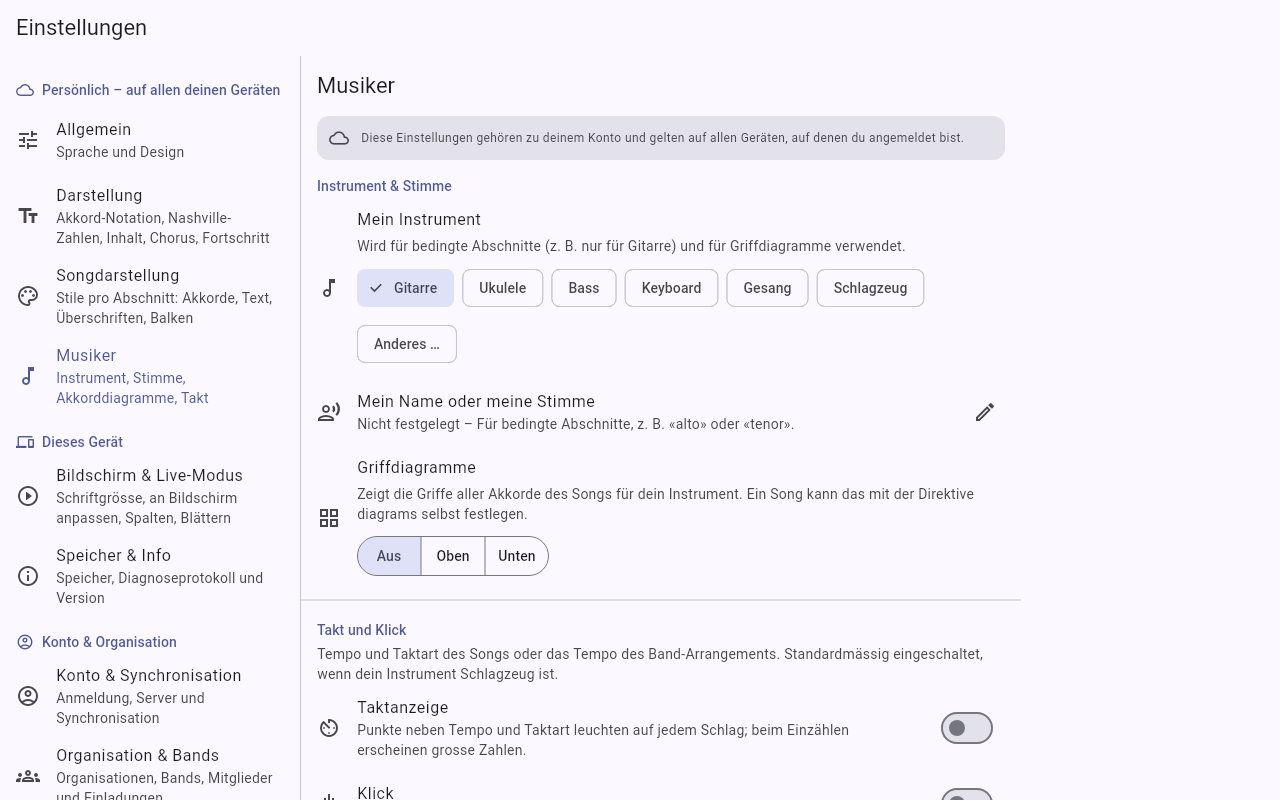 Einstellungen
Persönlich – auf allen deinen Geräten
Allgemein
Sprache und Design
Darstellung
Akkord-Notation, Nashville-
Zahlen, Inhalt, Chorus, Fortschritt
Songdarstellung
Stile pro Abschnitt: Akkorde, Text,
Überschriften, Balken
Musiker
Instrument, Stimme,
Akkorddiagramme, Takt
Dieses Gerät
Bildschirm & Live-Modus
Schriftgrösse, an Bildschirm
anpassen, Spalten, Blättern
Speicher & Info
Speicher, Diagnoseprotokoll und
Version
Konto & Organisation
Konto & Synchronisation
Anmeldung, Server und
Synchronisation
Organisation & Bands
Organisationen, Bands, Mitglieder
und Einladungen
Musiker
Diese Einstellungen gehören zu deinem Konto und gelten auf allen Geräten, auf denen du angemeldet bist.
Instrument & Stimme
Mein Instrument
Wird für bedingte Abschnitte (z. B. nur für Gitarre) und für Griffdiagramme verwendet.
Gitarre Ukulele Bass Keyboard Gesang Schlagzeug
Anderes …
Mein Name oder meine Stimme
Nicht festgelegt – Für bedingte Abschnitte, z. B. «alto» oder «tenor».
Griffdiagramme
Zeigt die Griffe aller Akkorde des Songs für dein Instrument. Ein Song kann das mit der Direktive
diagrams selbst festlegen.
Aus Oben Unten
Takt und Klick
Tempo und Taktart des Songs oder das Tempo des Band-Arrangements. Standardmässig eingeschaltet,
wenn dein Instrument Schlagzeug ist.
Taktanzeige
Punkte neben Tempo und Taktart leuchten auf jedem Schlag; beim Einzählen
erscheinen grosse Zahlen.
Klick